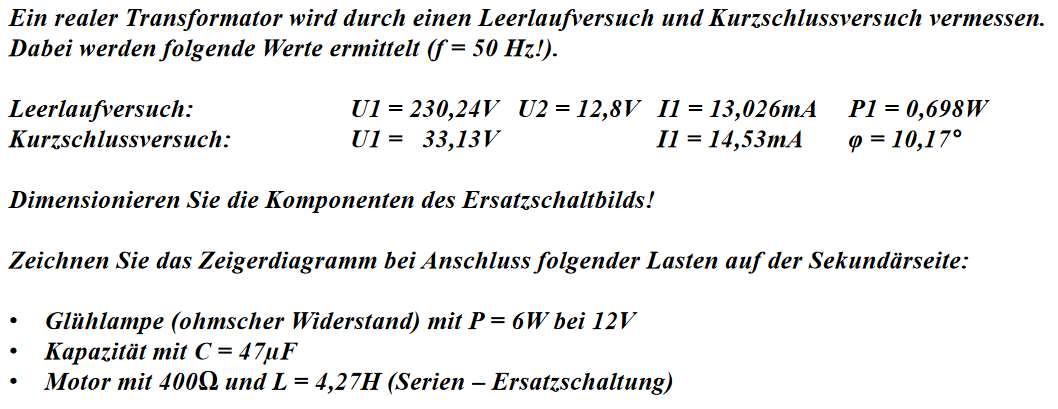 Ein realer Transformator wird durch einen Leerlaufversuch und Kurzschlussversuch vermessen.
Dabei werden folgende Werte ermittelt (f = 50 Hz!).
Leerlaufversuch: U1 = 230,24V U2 = 12,8V I1 = 13,026mA P1 = 0,698W
Kurzschlussversuch: U1 = 33,13V I1 = 14,53mA φ = 10,17°
Dimensionieren Sie die Komponenten des Ersatzschaltbilds!
Zeichnen Sie das Zeigerdiagramm bei Anschluss folgender Lasten auf der Sekundärseite:
• Glühlampe (ohmscher Widerstand) mit P = 6W bei 12V
• Kapazität mit C = 47µF
• Motor mit 400Ω und L = 4,27H (Serien – Ersatzschaltung)